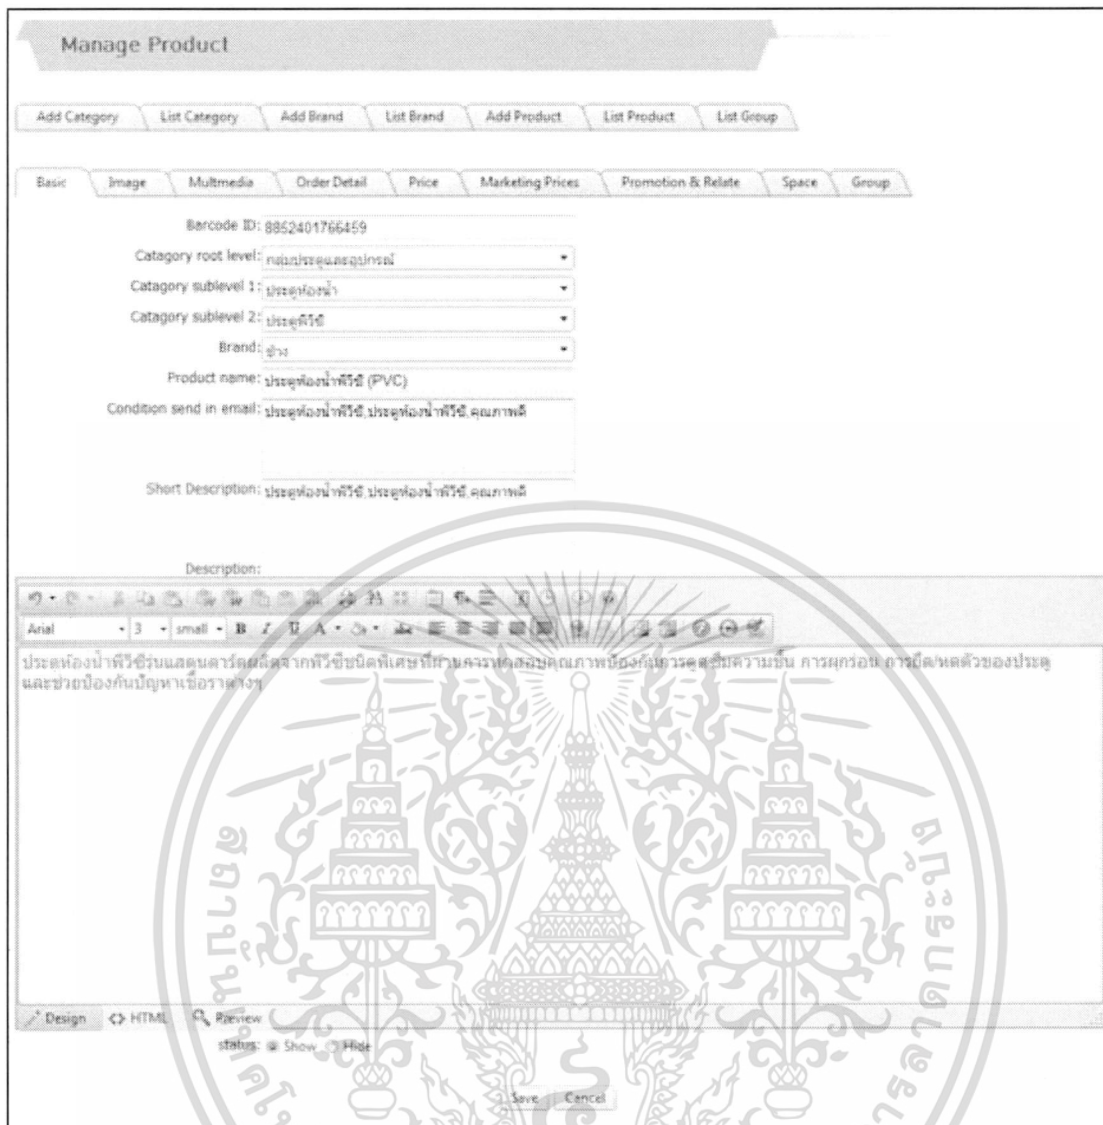 Manage Product
Add Category List Category Add Brand List Brand Add Product List Product List Group
Basic Image Multmedia Order Detail Price Marketing Prices Promotion & Relate Space Group
Barcode ID: 8852401766459
Catagory root level: กลุ่มประตูและอุปกรณ์
Catagory sublevel 1: ประตูห้องน้ำ
Catagory sublevel 2: ประตูพีวีซี
Brand: ช้าง
Product name: ประตูห้องน้ำพีวีซี (PVC)
Condition send in email: ประตูห้องน้ำพีวีซี,ประตูห้องน้ำพีวีซี,คุณภาพดี
Short Description: ประตูห้องน้ำพีวีซี,ประตูห้องน้ำพีวีซี,คุณภาพดี
Description:
Arial 3 small B I U A
ประตูห้องน้ำพีวีซีรุ่นแสตนดาร์ดผลิตจากพีวีซีชนิดพิเศษที่ผ่านการทดสอบคุณภาพป้องกันการดูดซึมความชื้น การผุกร่อน การยืด/หดตัวของประตู
และช่วยป้องกันปัญหาเชื้อราต่างๆ
Design HTML Preview
status: Show Hide
Save Cancel